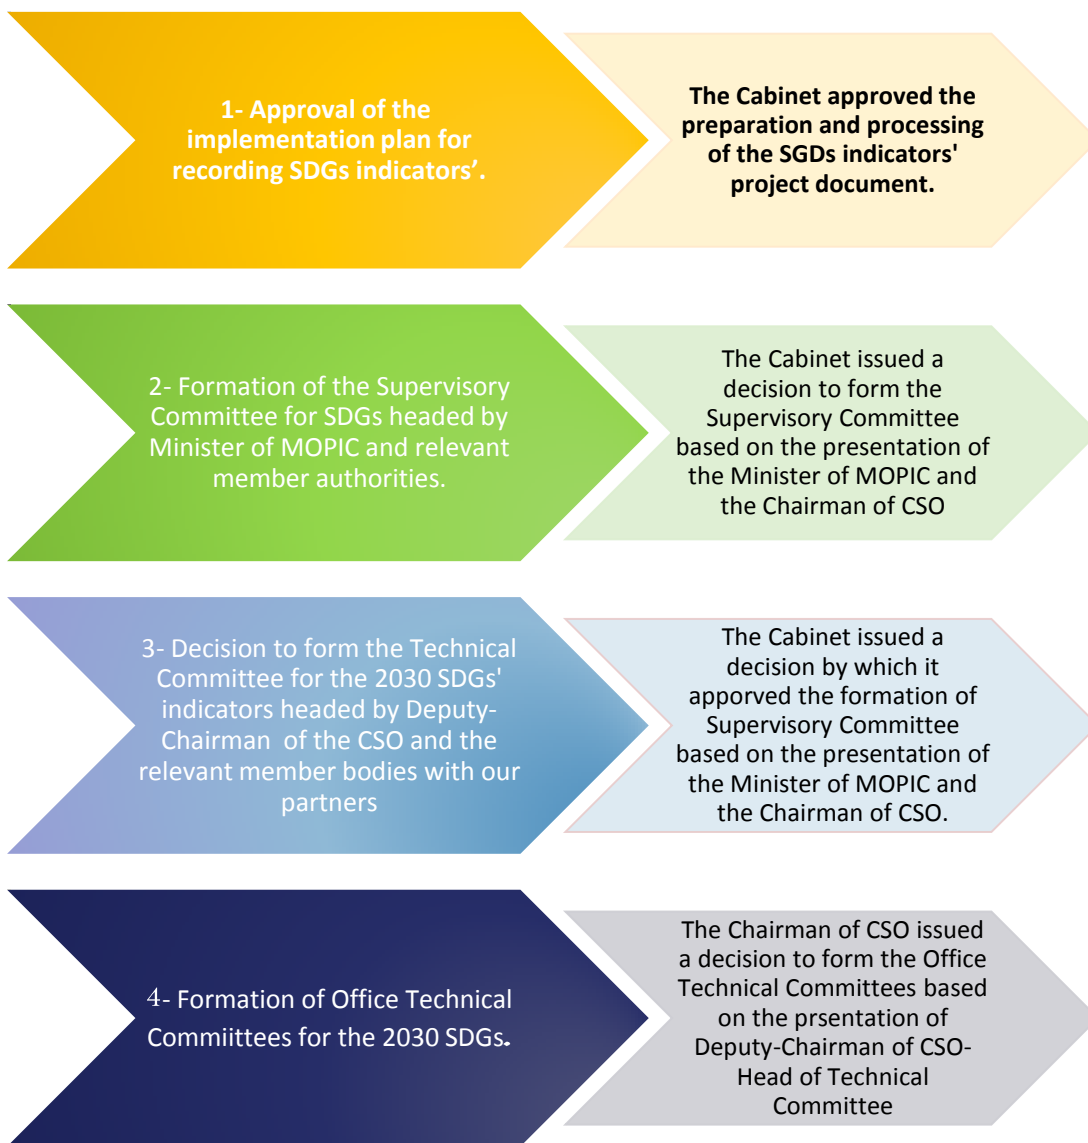 1- Approval of the
implementation plan for
recording SDGs indicators’.
The Cabinet approved the
preparation and processing
of the SGDs indicators'
project document.
2- Formation of the Supervisory
Committee for SDGs headed by
Minister of MOPIC and relevant
member authorities.
The Cabinet issued a
decision to form the
Supervisory Committee
based on the presentation of
the Minister of MOPIC and
the Chairman of CSO
3- Decision to form the Technical
Committee for the 2030 SDGs'
indicators headed by Deputy-
Chairman of the CSO and the
relevant member bodies with our
partners
The Cabinet issued a
decision by which it
apporved the formation of
Supervisory Committee
based on the presentation of
the Minister of MOPIC and
the Chairman of CSO.
4- Formation of Office Technical
Commiittees for the 2030 SDGs.
The Chairman of CSO issued
a decision to form the Office
Technical Committees based
on the prsentation of
Deputy-Chairman of CSO-
Head of Technical
Committee